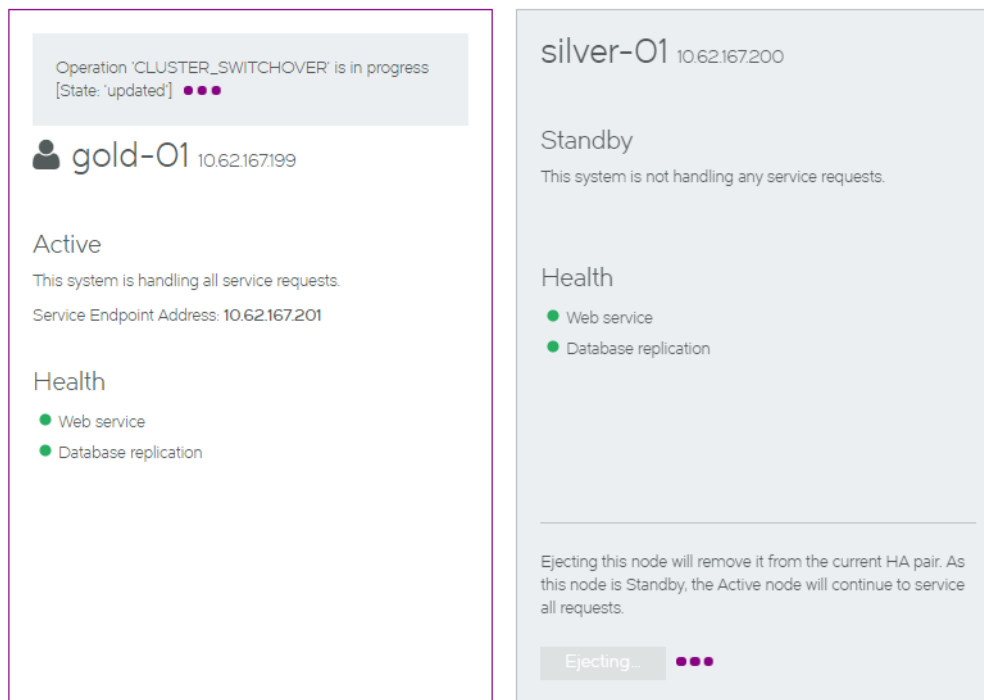 Operation 'CLUSTER_SWITCHOVER' is in progress
[State: 'updated']
gold-01 10.62.167.199
Active
This system is handling all service requests.
Service Endpoint Address: 10.62.167.201
Health
Web service
Database replication
silver-01 10.62.167.200
Standby
This system is not handling any service requests.
Health
Web service
Database replication
Ejecting this node will remove it from the current HA pair. As
this node is Standby, the Active node will continue to service
all requests.
Ejecting...